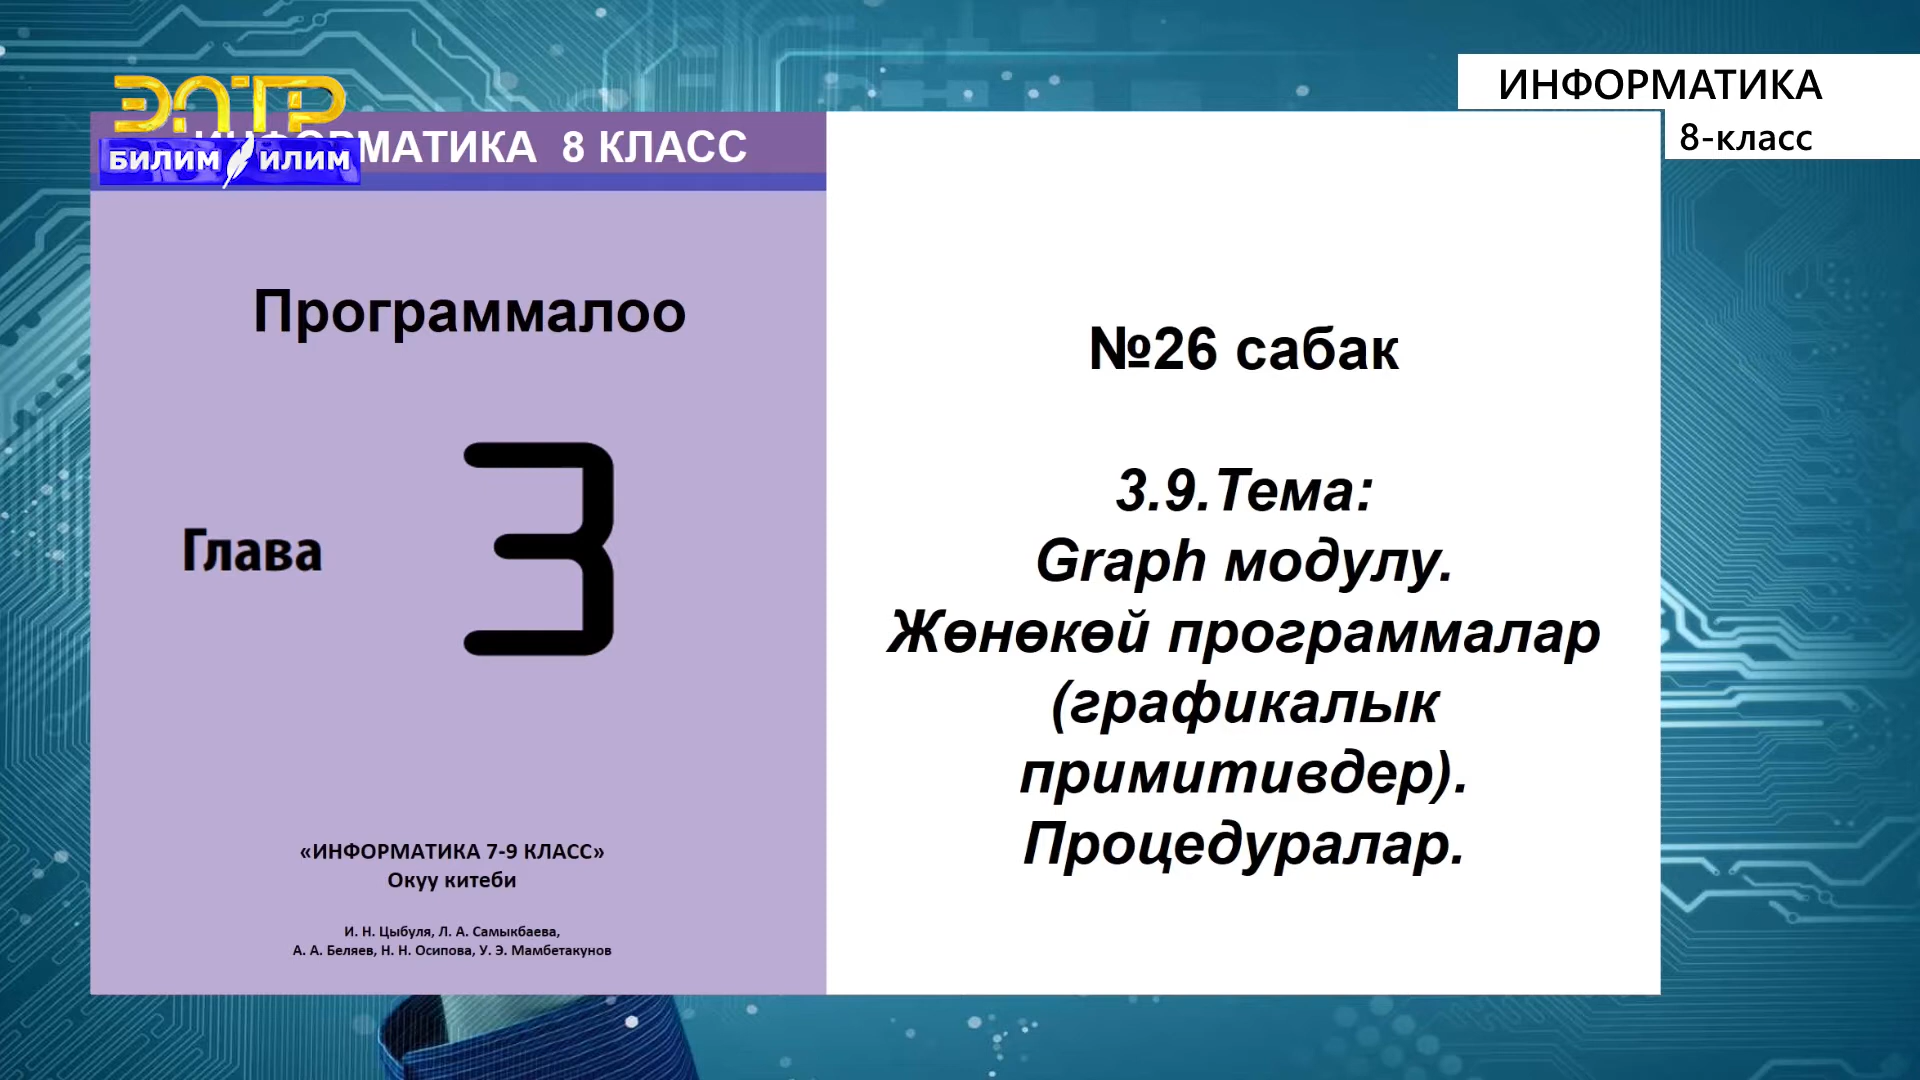 ЭЛТР
БИЛИМ ИЛИМ
ИНФОРМАТИКА
8-класс
ИНФОРМАТИКА 8 КЛАСС
Программалоо
Глава 3
«ИНФОРМАТИКА 7-9 КЛАСС»
Окуу китеби
И. Н. Цыбуля, Л. А. Самыкбаева,
А. А. Беляев, Н. Н. Осипова, У. Э. Мамбетакунов
№26 сабак
3.9.Тема:
Graph модулу.
Жөнөкөй программалар
(графикалык
примитивдер).
Процедуралар.